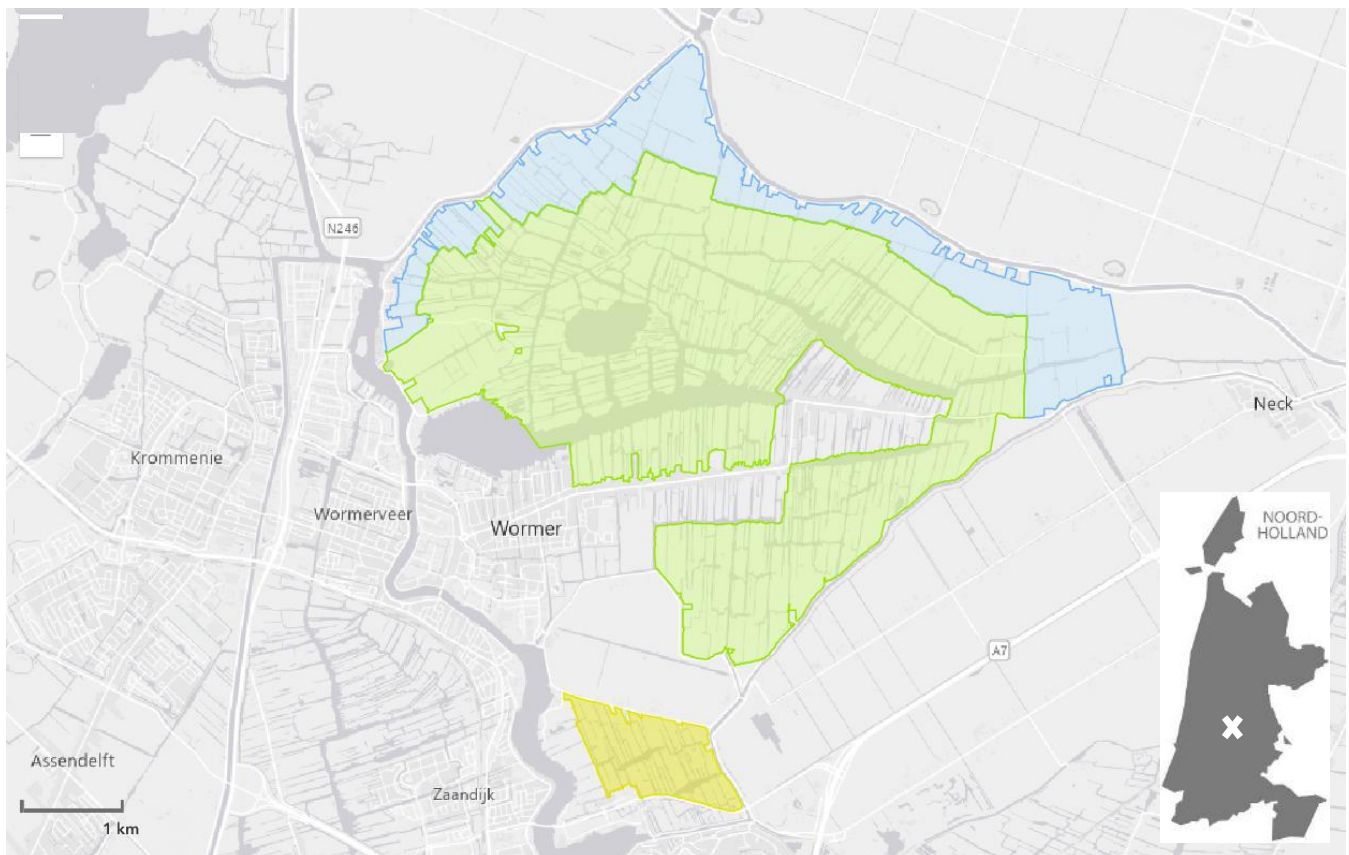 N246
Neck
Krommenie
Wormerveer
Wormer
NOORD-
HOLLAND
A7
Assendelft
Zaandijk
1 km